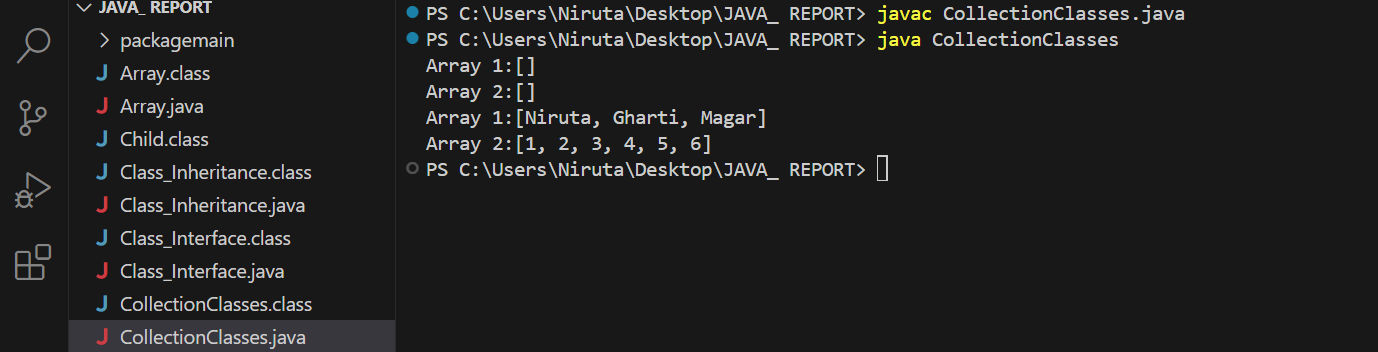 JAVA_ REPORT
packagemain
Array.class
Array.java
Child.class
Class_Inheritance.class
Class_Inheritance.java
Class_Interface.class
Class_Interface.java
CollectionClasses.class
CollectionClasses.java
PS C:\Users\Niruta\Desktop\JAVA_ REPORT> javac CollectionClasses.java
PS C:\Users\Niruta\Desktop\JAVA_ REPORT> java CollectionClasses
Array 1:[]
Array 2:[]
Array 1:[Niruta, Gharti, Magar]
Array 2:[1, 2, 3, 4, 5, 6]
PS C:\Users\Niruta\Desktop\JAVA_ REPORT>